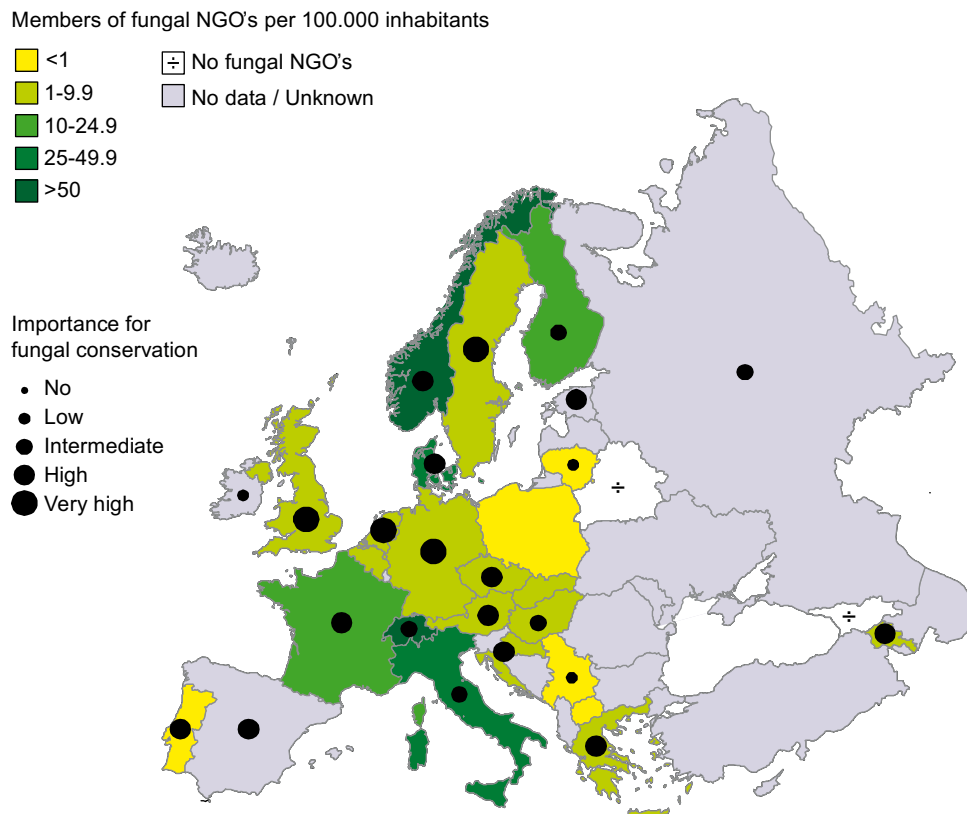 Members of fungal NGO's per 100.000 inhabitants
<1
1-9.9
10-24.9
25-49.9
>50
÷ No fungal NGO's
No data / Unknown
Importance for
fungal conservation
No
Low
Intermediate
High
Very high
÷
÷